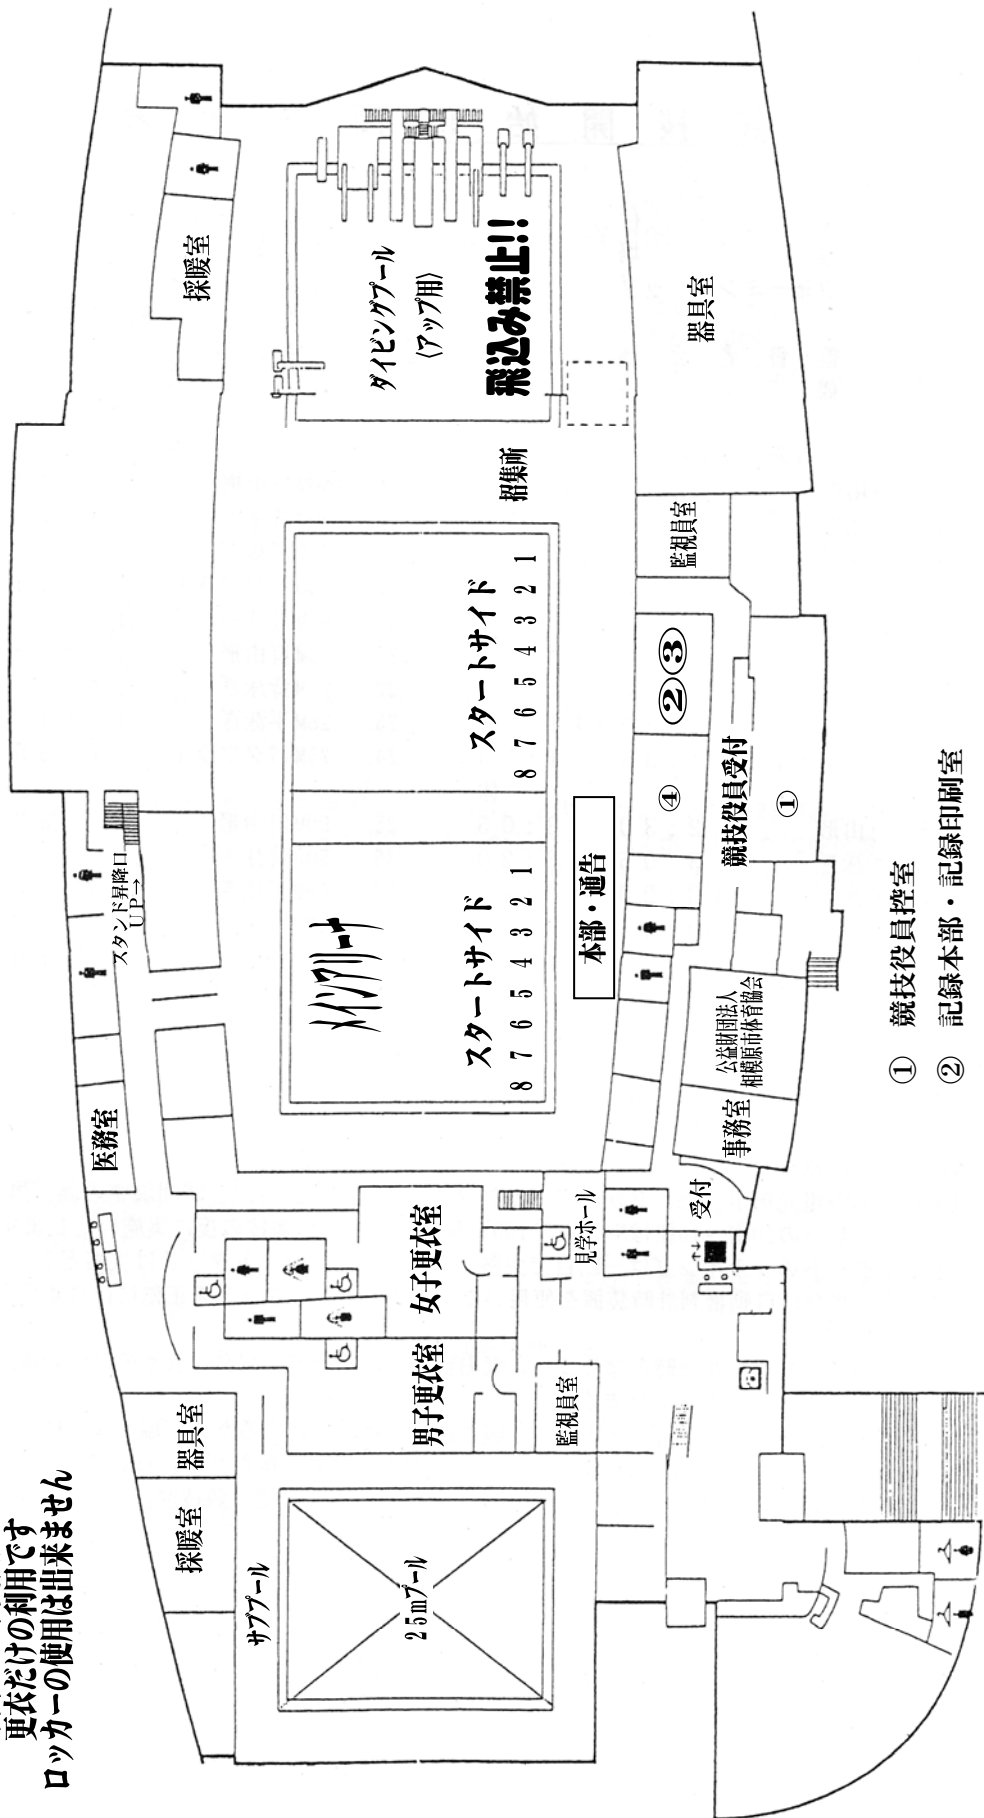 更衣だけの利用です
ロッカーの使用は出来ません
医務室
スタンド昇降口
UP→
採暖室
器具室
採暖室
サブプール
25mプール
男子更衣室
女子更衣室
監視員室
見学ホール
受付
事務室
公益財団法人
相模原市体育協会
メインアリーナ
スタートサイド
8 7 6 5 4 3 2 1
スタートサイド
8 7 6 5 4 3 2 1
本部・通告
招集所
ダイビングプール
〈アップ用〉
飛込み禁止!!
④
②③
監視員室
器具室
競技役員受付
①
① 競技役員控室
② 記録本部・記録印刷室